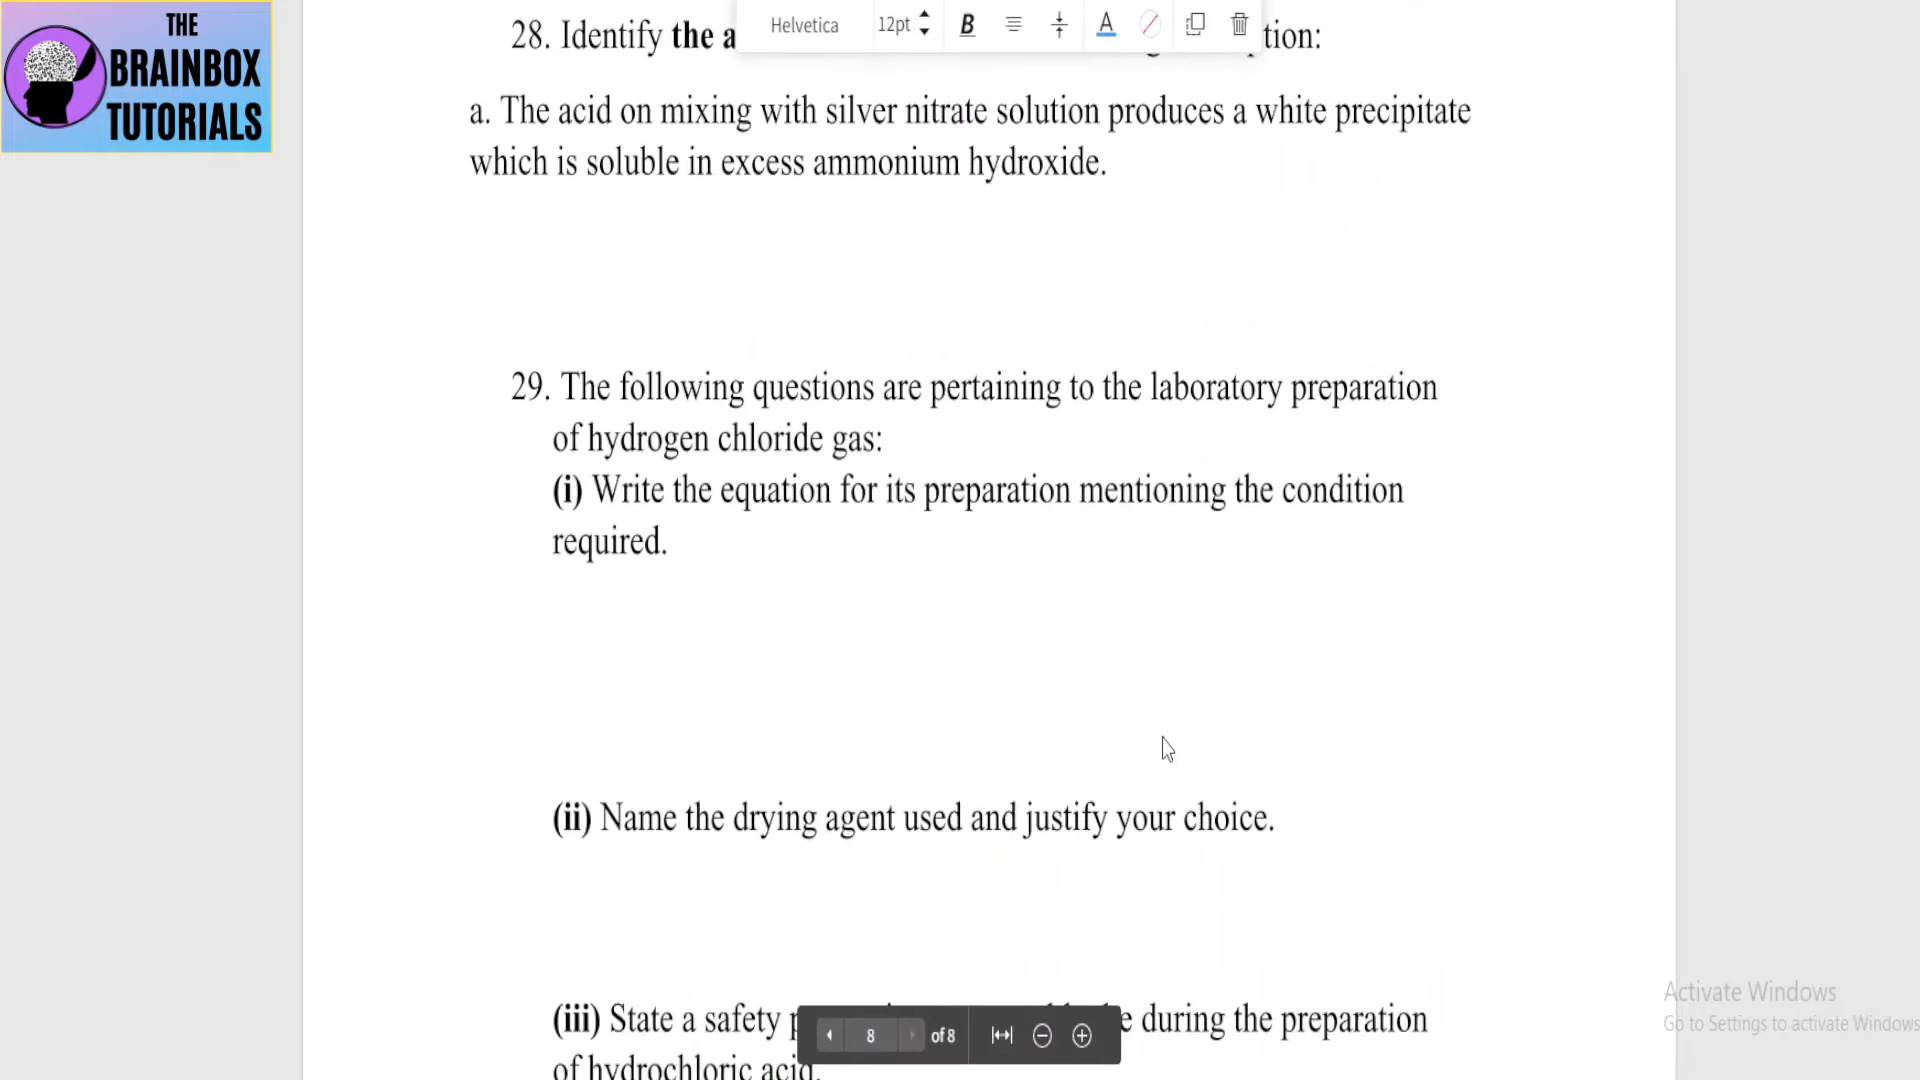 THE
BRAINBOX
TUTORIALS
Helvetica
12pt
B
A
28. Identify the a tion:
a. The acid on mixing with silver nitrate solution produces a white precipitate
which is soluble in excess ammonium hydroxide.
29. The following questions are pertaining to the laboratory preparation
of hydrogen chloride gas:
(i) Write the equation for its preparation mentioning the condition
required.
(ii) Name the drying agent used and justify your choice.
(iii) State a safety during the preparation
of hydrochloric acid.
8 of 8
Activate Windows
Go to Settings to activate Windows